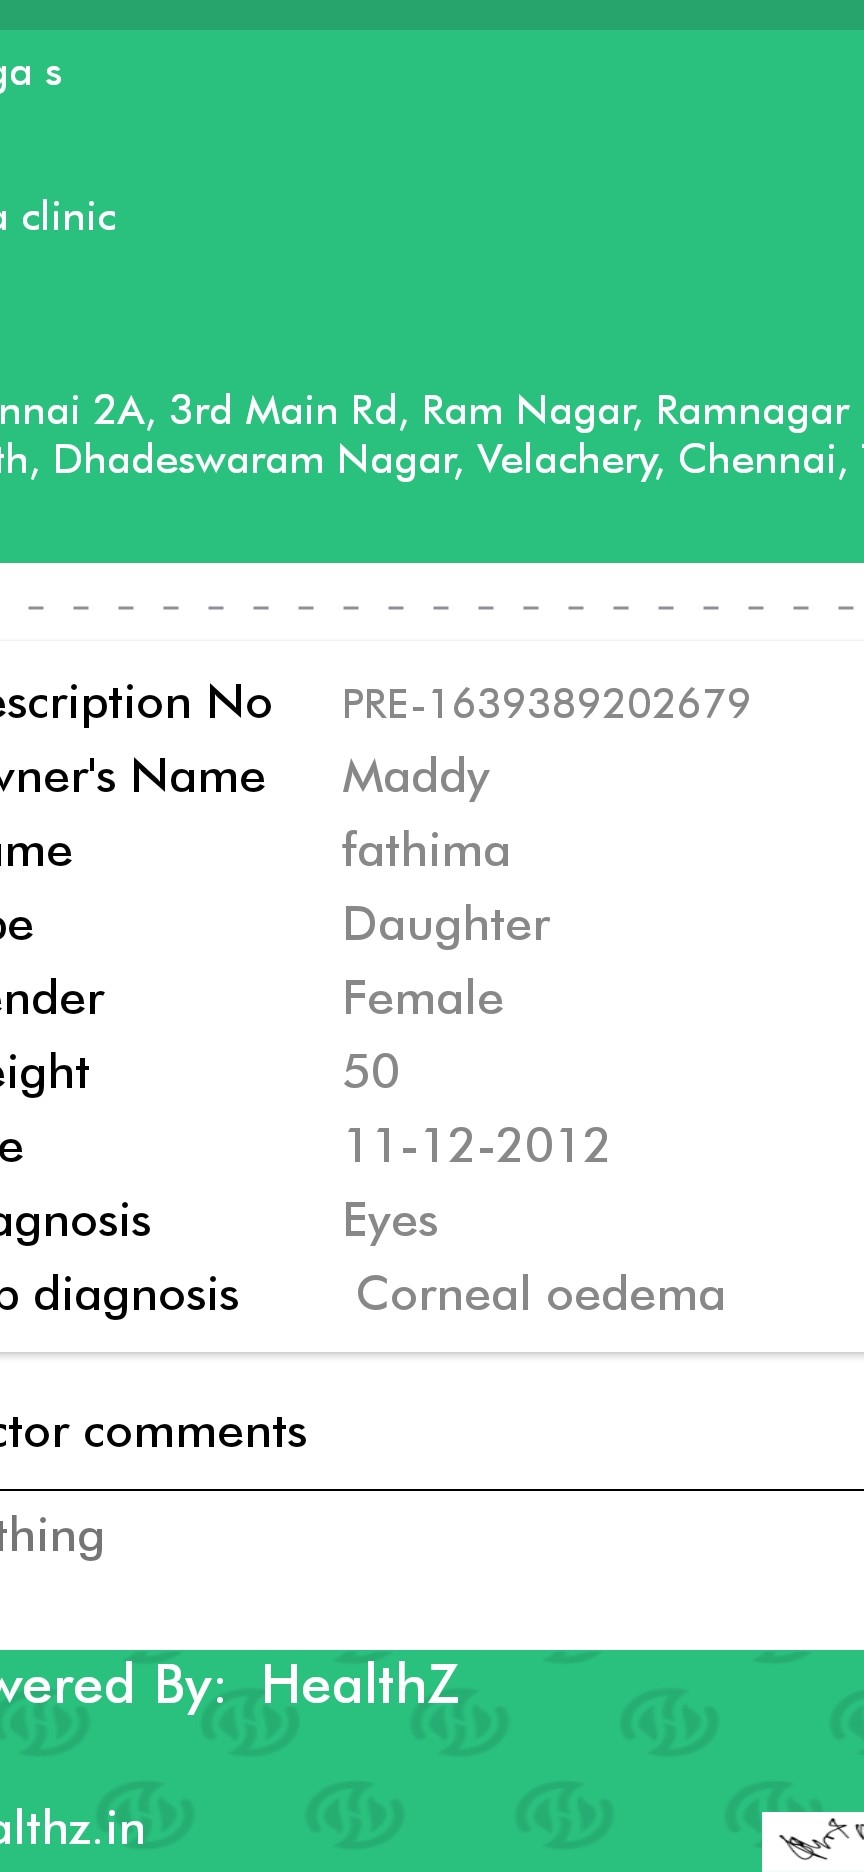 ga s
a clinic
nnai 2A, 3rd Main Rd, Ram Nagar, Ramnagar
th, Dhadeswaram Nagar, Velachery, Chennai,
escription No PRE-1639389202679
wner's Name Maddy
ame fathima
pe Daughter
ender Female
eight 50
e 11-12-2012
agnosis Eyes
b diagnosis Corneal oedema
ctor comments
thing
wered By: HealthZ
althz.in